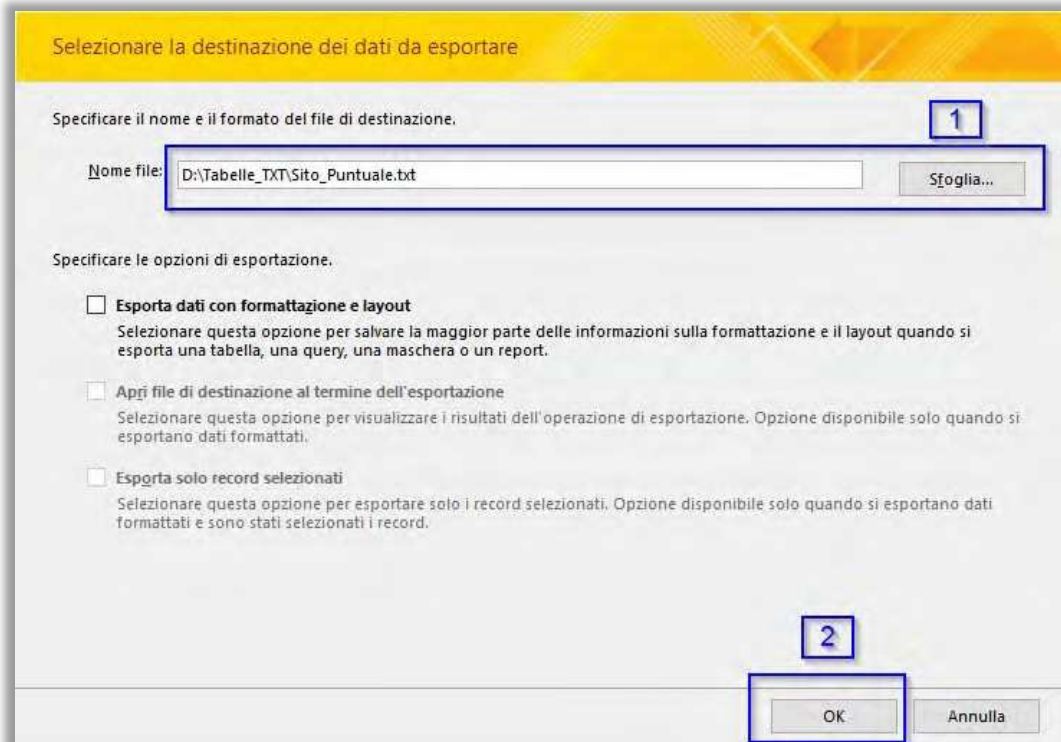 Selezionare la destinazione dei dati da esportare
Specificare il nome e il formato del file di destinazione.
1
Nome file:
D:\Tabelle_TXT\Sito_Puntuale.txt
Sfoglia...
Specificare le opzioni di esportazione.
Esporta dati con formattazione e layout
Selezionare questa opzione per salvare la maggior parte delle informazioni sulla formattazione e il layout quando si
esporta una tabella, una query, una maschera o un report.
Apri file di destinazione al termine dell'esportazione
Selezionare questa opzione per visualizzare i risultati dell'operazione di esportazione. Opzione disponibile solo quando si
esportano dati formattati.
Esporta solo record selezionati
Selezionare questa opzione per esportare solo i record selezionati. Opzione disponibile solo quando si esportano dati
formattati e sono stati selezionati i record.
2
OK
Annulla